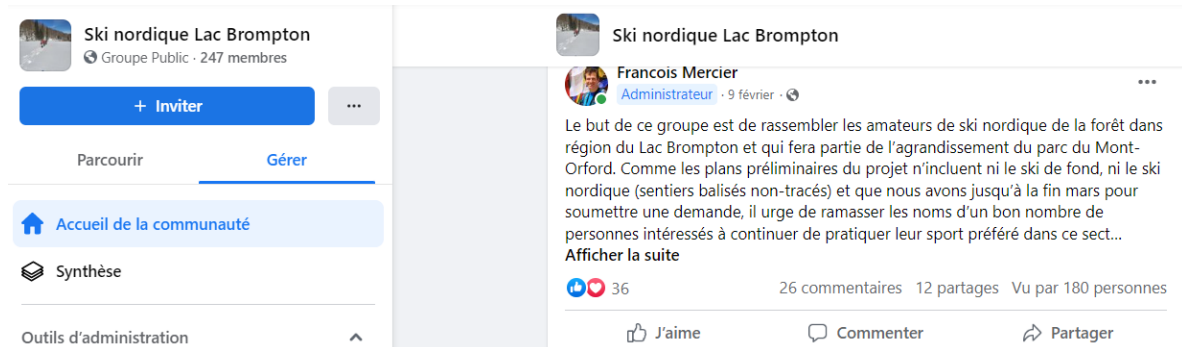 Ski nordique Lac Brompton
Groupe Public · 247 membres
+ Inviter
Parcourir
Gérer
Accueil de la communauté
Synthèse
Outils d'administration
Ski nordique Lac Brompton
Francois Mercier
Administrateur · 9 février ·
Le but de ce groupe est de rassembler les amateurs de ski nordique de la forêt dans
région du Lac Brompton et qui fera partie de l'agrandissement du parc du Mont-
Orford. Comme les plans préliminaires du projet n'incluent ni le ski de fond, ni le ski
nordique (sentiers balisés non-tracés) et que nous avons jusqu'à la fin mars pour
soumettre une demande, il urge de ramasser les noms d'un bon nombre de
personnes intéressés à continuer de pratiquer leur sport préféré dans ce sect...
Afficher la suite
36
26 commentaires 12 partages Vu par 180 personnes
J'aime
Commenter
Partager